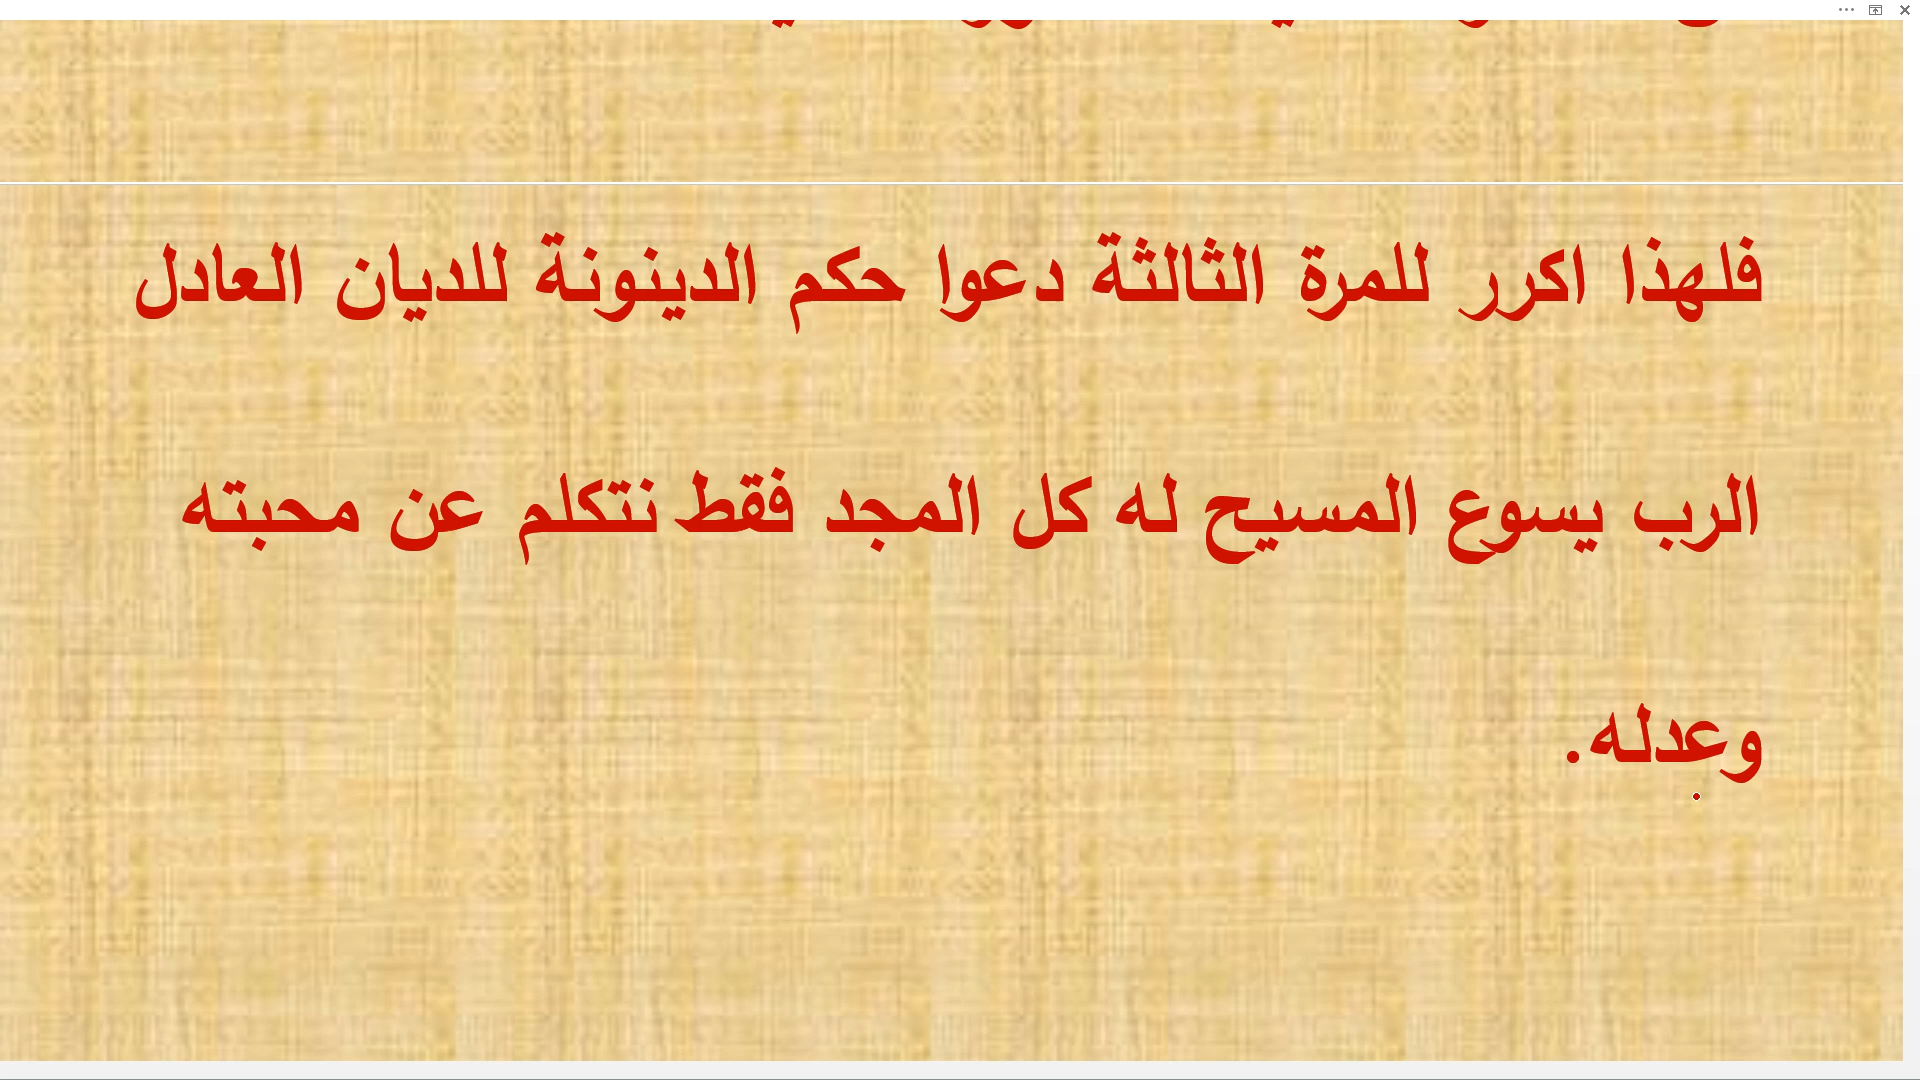 فلهذا اكرر للمرة الثالثة دعوا حكم الدينونة للديان العادل
الرب يسوع المسيح له كل المجد فقط نتكلم عن محبته
وعدله.